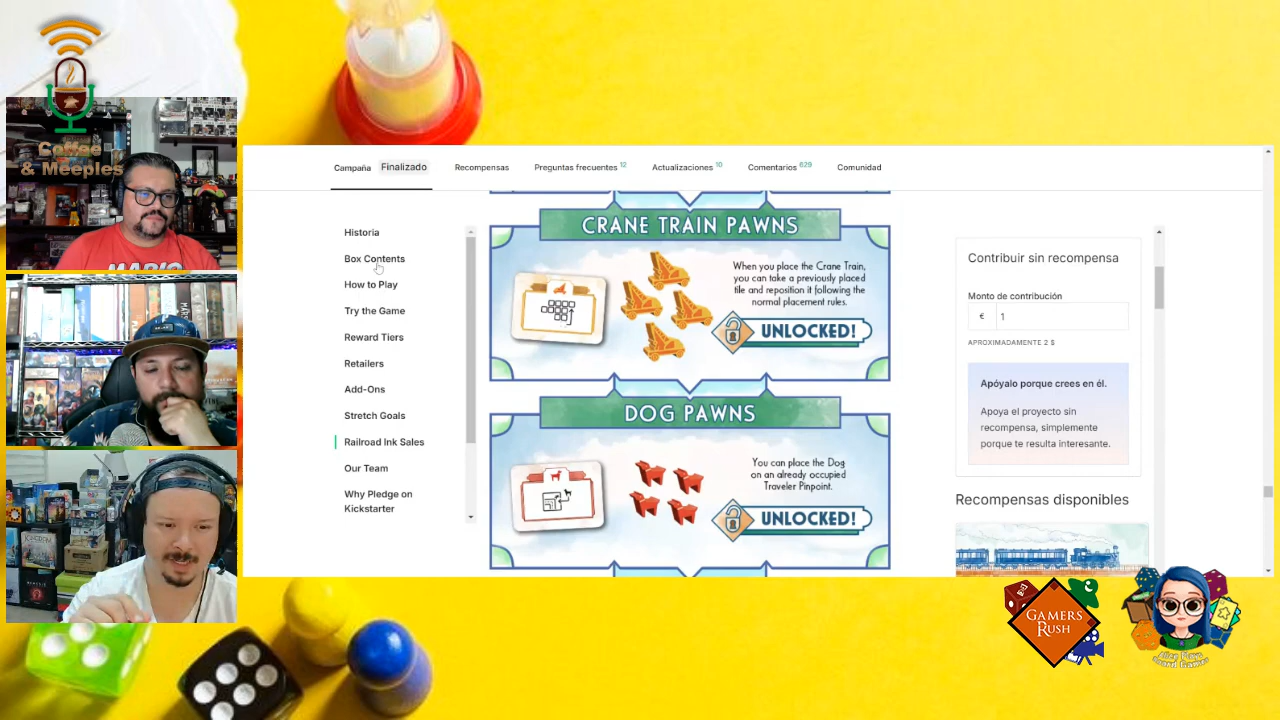 Coffee
& Meeples
MARIO
Campaña
Finalizado
Recompensas
Preguntas frecuentes 12
Actualizaciones 10
Comentarios 629
Comunidad
Historia
Box Contents
How to Play
Try the Game
Reward Tiers
Retailers
Add-Ons
Stretch Goals
Railroad Ink Sales
Our Team
Why Pledge on
Kickstarter
CRANE TRAIN PAWNS
When you place the Crane Train,
you can take a previously placed
tile and reposition it following the
normal placement rules.
UNLOCKED!
DOG PAWNS
You can place the Dog
on an already occupied
Traveler Pinpoint.
UNLOCKED!
Contribuir sin recompensa
Monto de contribución
€ 1
APROXIMADAMENTE 2 $
Apóyalo porque crees en él.
Apoya el proyecto sin
recompensa, simplemente
porque te resulta interesante.
Recompensas disponibles
GAMERS
RUSH
Board Games